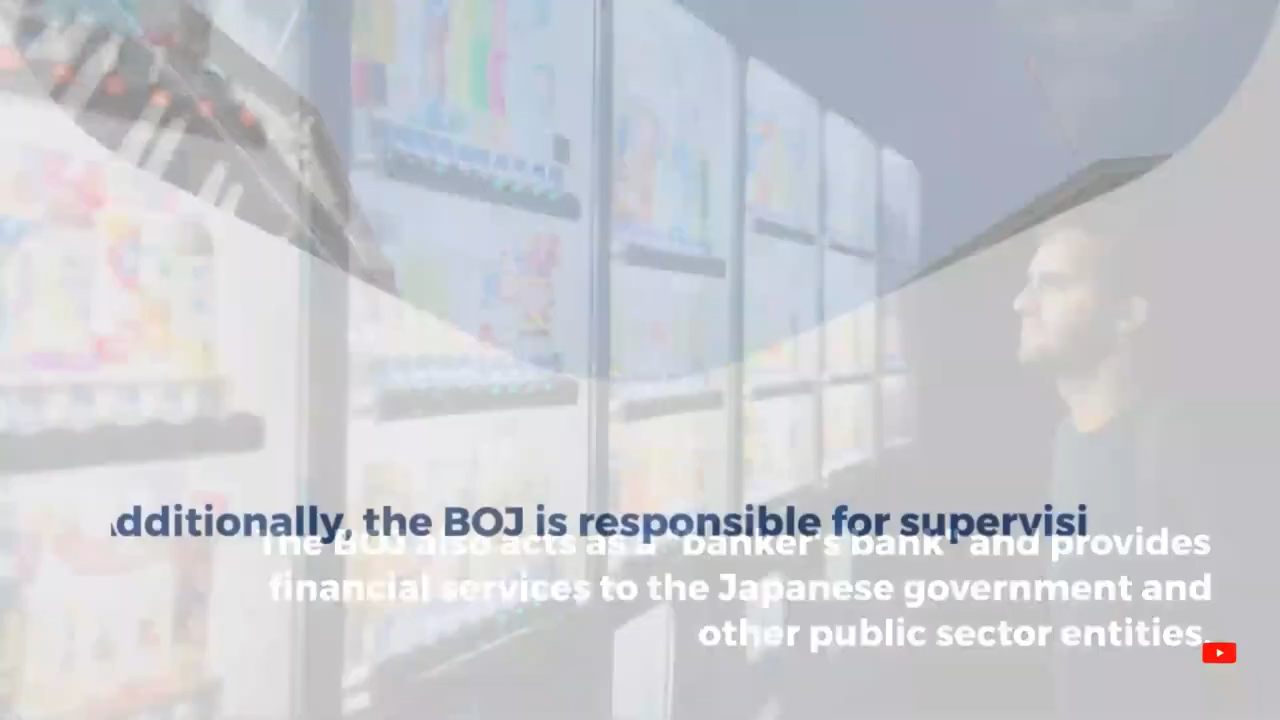 dditionally, the BOJ is responsible for supervisi
The BOJ also acts as a "banker's bank" and provides
financial services to the Japanese government and
other public sector entities.